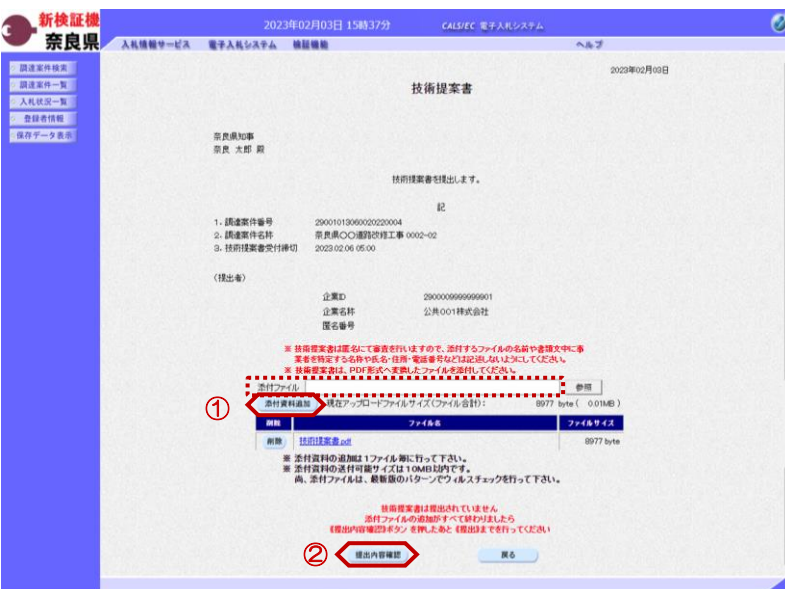 新検証機
奈良県
2023年02月03日 15時37分
CALS/EC 電子入札システム
入札情報サービス
電子入札システム
検証機能
ヘルプ
調達案件検索
調達案件一覧
入札状況一覧
登録者情報
保存データ表示
2023年02月03日
技術提案書
奈良県知事
奈良 太郎 殿
技術提案書を提出します。
記
1. 調達案件番号 29001013060020220004
2. 調達案件名称 奈良県〇〇道路改修工事 0002-02
3. 技術提案書受付締切 2023.02.06 05:00
(提出者)
企業ID 2900009999999901
企業名称 公共001株式会社
匿名番号
※ 技術提案書は匿名にて審査を行いますので、添付するファイルの名前や書類文中に事
業者を特定する名称や氏名・住所・電話番号などは記述しないようにしてください。
※ 技術提案書は、PDF形式へ変換したファイルを添付してください。
添付ファイル 参照
① 添付資料追加 現在アップロードファイルサイズ(ファイル合計): 8977 byte ( 0.01MB )
削除 ファイル名 ファイルサイズ
削除 技術提案書.pdf 8977 byte
※ 添付資料の追加は1ファイル毎に行って下さい。
※ 添付資料の送付可能サイズは10MB以内です。
尚、添付ファイルは、最新版のパターンでウィルスチェックを行って下さい。
技術提案書は提出されていません
添付ファイルの追加がすべて終わりましたら
《提出内容確認》ボタン を押したあと《提出》までを行ってください
② 提出内容確認 戻る